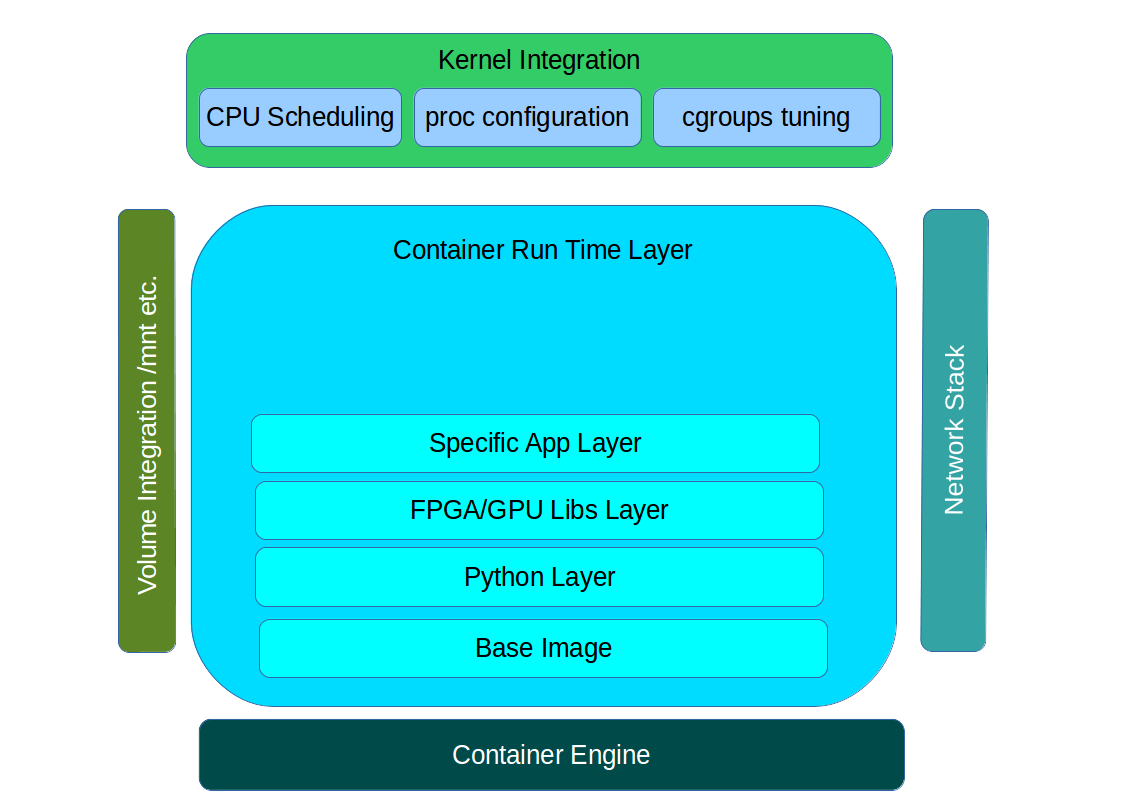 Kernel Integration
CPU Scheduling
proc configuration
cgroups tuning
Volume Integration /mnt etc.
Container Run Time Layer
Specific App Layer
FPGA/GPU Libs Layer
Python Layer
Base Image
Network Stack
Container Engine